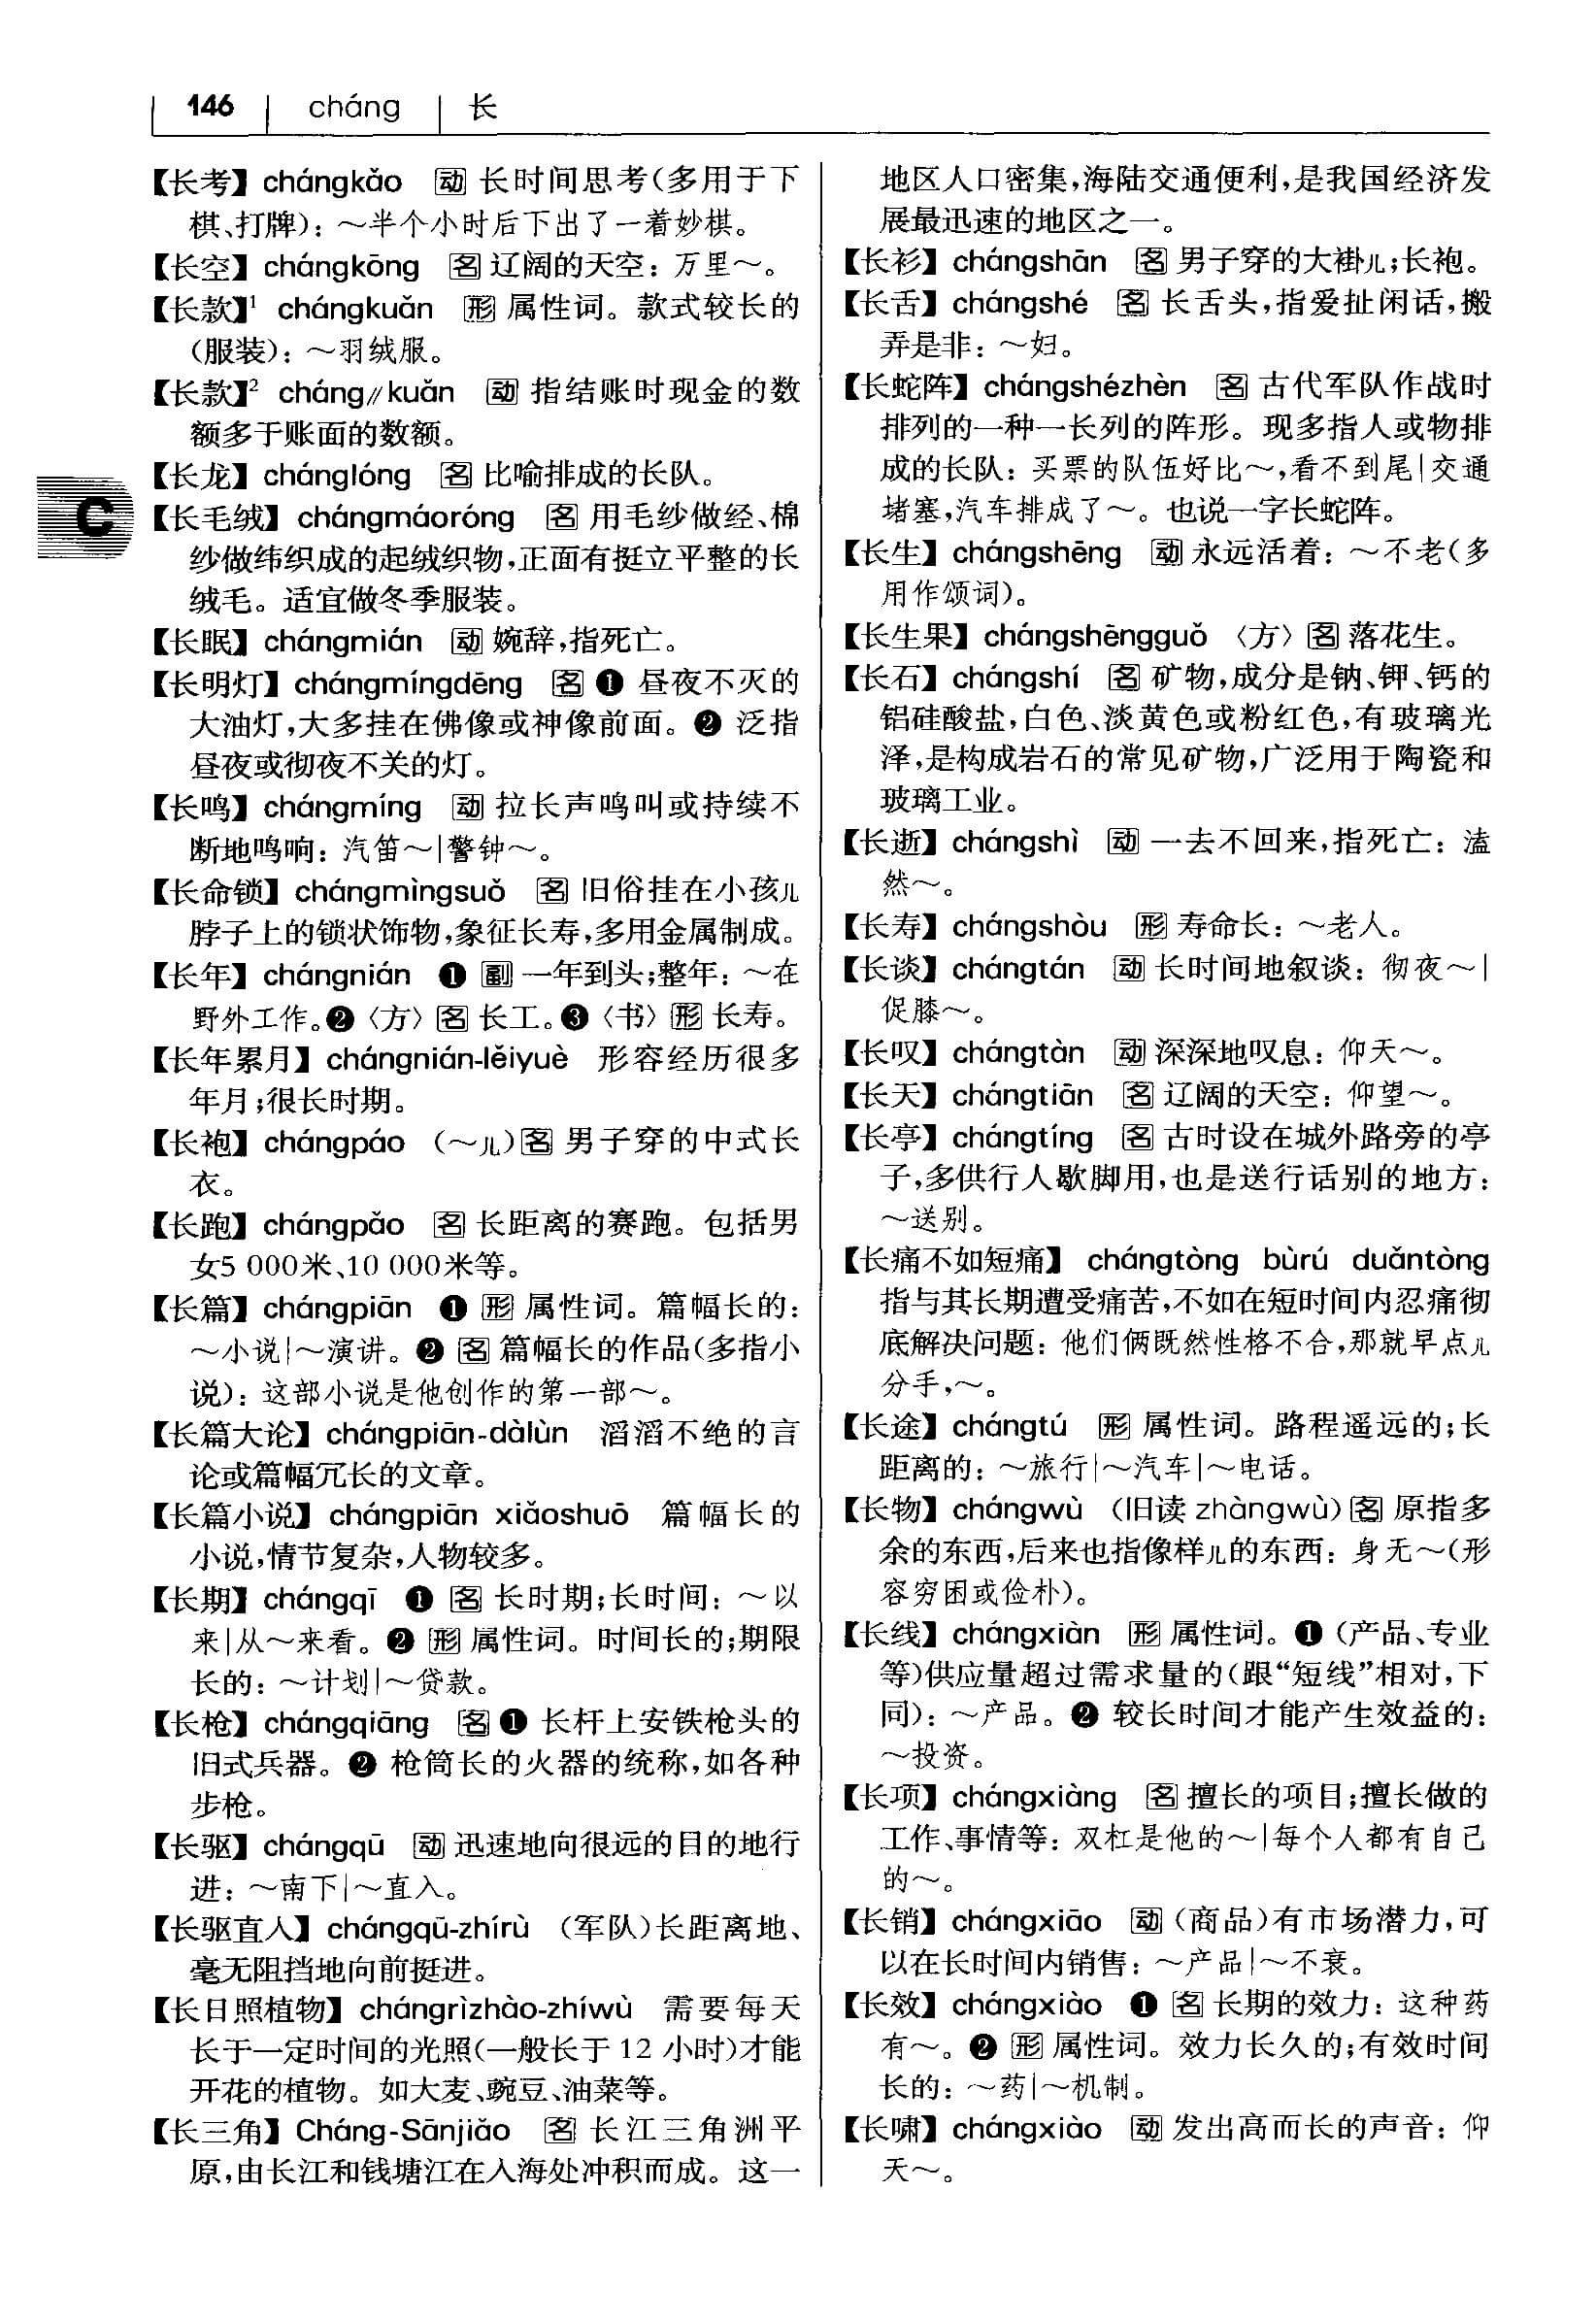 146 cháng 长
【长考】chángkǎo 动 长时间思考(多用于下
棋、打牌)：～半个小时后下出了一着妙棋。
【长空】chángkōng 名 辽阔的天空：万里～。
【长款】¹ chángkuǎn 形 属性词。款式较长的
(服装)：～羽绒服。
【长款】² cháng//kuǎn 动 指结账时现金的数
额多于账面的数额。
【长龙】chánglóng 名 比喻排成的长队。
C
【长毛绒】chángmáoróng 名 用毛纱做经、棉
纱做纬织成的起绒织物,正面有挺立平整的长
绒毛。适宜做冬季服装。
【长眠】chángmián 动 婉辞,指死亡。
【长明灯】chángmíngdēng 名 ❶ 昼夜不灭的
大油灯,大多挂在佛像或神像前面。❷ 泛指
昼夜或彻夜不关的灯。
【长鸣】chángmíng 动 拉长声鸣叫或持续不
断地鸣响：汽笛～|警钟～。
【长命锁】chángmìngsuǒ 名 旧俗挂在小孩儿
脖子上的锁状饰物,象征长寿,多用金属制成。
【长年】chángnián ❶ 副 一年到头;整年：～在
野外工作。❷〈方〉名 长工。❸〈书〉形 长寿。
【长年累月】chángnián-lěiyuè 形容经历很多
年月;很长时期。
【长袍】chángpáo (～儿)名 男子穿的中式长
衣。
【长跑】chángpǎo 名 长距离的赛跑。包括男
女5 000米、10 000米等。
【长篇】chángpiān ❶ 形 属性词。篇幅长的：
～小说|～演讲。❷ 名 篇幅长的作品(多指小
说)：这部小说是他创作的第一部～。
【长篇大论】chángpiān-dàlùn 滔滔不绝的言
论或篇幅冗长的文章。
【长篇小说】chángpiān xiǎoshuō 篇幅长的
小说,情节复杂,人物较多。
【长期】chángqī ❶ 名 长时期;长时间：～以
来|从～来看。❷ 形 属性词。时间长的;期限
长的：～计划|～贷款。
【长枪】chángqiāng 名 ❶ 长杆上安铁枪头的
旧式兵器。❷ 枪筒长的火器的统称,如各种
步枪。
【长驱】chángqū 动 迅速地向很远的目的地行
进：～南下|～直入。
【长驱直入】chángqū-zhírù (军队)长距离地、
毫无阻挡地向前挺进。
【长日照植物】chángrìzhào-zhíwù 需要每天
长于一定时间的光照(一般长于 12 小时)才能
开花的植物。如大麦、豌豆、油菜等。
【长三角】Cháng-Sānjiǎo 名 长江三角洲平
原,由长江和钱塘江在入海处冲积而成。这一
地区人口密集,海陆交通便利,是我国经济发
展最迅速的地区之一。
【长衫】chángshān 名 男子穿的大褂儿;长袍。
【长舌】chángshé 名 长舌头,指爱扯闲话,搬
弄是非：～妇。
【长蛇阵】chángshézhèn 名 古代军队作战时
排列的一种一长列的阵形。现多指人或物排
成的长队：买票的队伍好比～,看不到尾|交通
堵塞,汽车排成了～。也说一字长蛇阵。
【长生】chángshēng 动 永远活着：～不老(多
用作颂词)。
【长生果】chángshēngguǒ〈方〉名 落花生。
【长石】chángshí 名 矿物,成分是钠、钾、钙的
铝硅酸盐,白色、淡黄色或粉红色,有玻璃光
泽,是构成岩石的常见矿物,广泛用于陶瓷和
玻璃工业。
【长逝】chángshì 动 一去不回来,指死亡：溘
然～。
【长寿】chángshòu 形 寿命长：～老人。
【长谈】chángtán 动 长时间地叙谈：彻夜～|
促膝～。
【长叹】chángtàn 动 深深地叹息：仰天～。
【长天】chángtiān 名 辽阔的天空：仰望～。
【长亭】chángtíng 名 古时设在城外路旁的亭
子,多供行人歇脚用,也是送行话别的地方：
～送别。
【长痛不如短痛】chángtòng bùrú duǎntòng
指与其长期遭受痛苦,不如在短时间内忍痛彻
底解决问题：他们俩既然性格不合,那就早点儿
分手,～。
【长途】chángtú 形 属性词。路程遥远的;长
距离的：～旅行|～汽车|～电话。
【长物】chángwù (旧读 zhàngwù)名 原指多
余的东西,后来也指像样儿的东西：身无～(形
容穷困或俭朴)。
【长线】chángxiàn 形 属性词。❶ (产品、专业
等)供应量超过需求量的(跟“短线”相对,下
同)：～产品。❷ 较长时间才能产生效益的：
～投资。
【长项】chángxiàng 名 擅长的项目;擅长做的
工作、事情等：双杠是他的～|每个人都有自己
的～。
【长销】chángxiāo 动 (商品)有市场潜力,可
以在长时间内销售：～产品|～不衰。
【长效】chángxiào ❶ 名 长期的效力：这种药
有～。❷ 形 属性词。效力长久的;有效时间
长的：～药|～机制。
【长啸】chángxiào 动 发出高而长的声音：仰
天～。